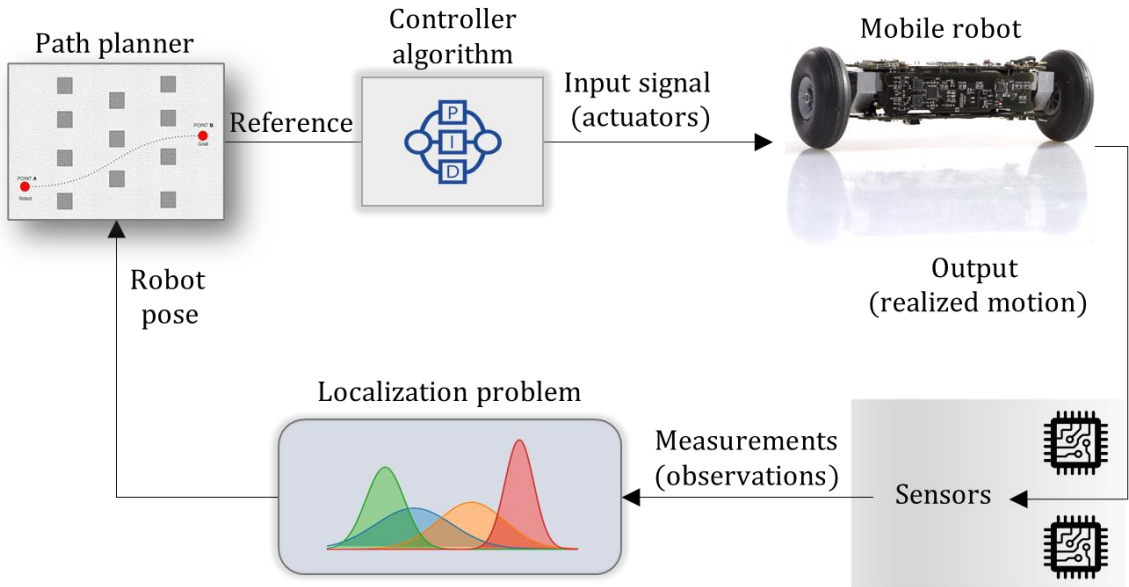 Path planner
Controller
algorithm
Mobile robot
Input signal
(actuators)
Reference
P
I
D
POINT B
Goal
POINT A
Robot
Output
(realized motion)
Robot
pose
Localization problem
Measurements
(observations)
Sensors